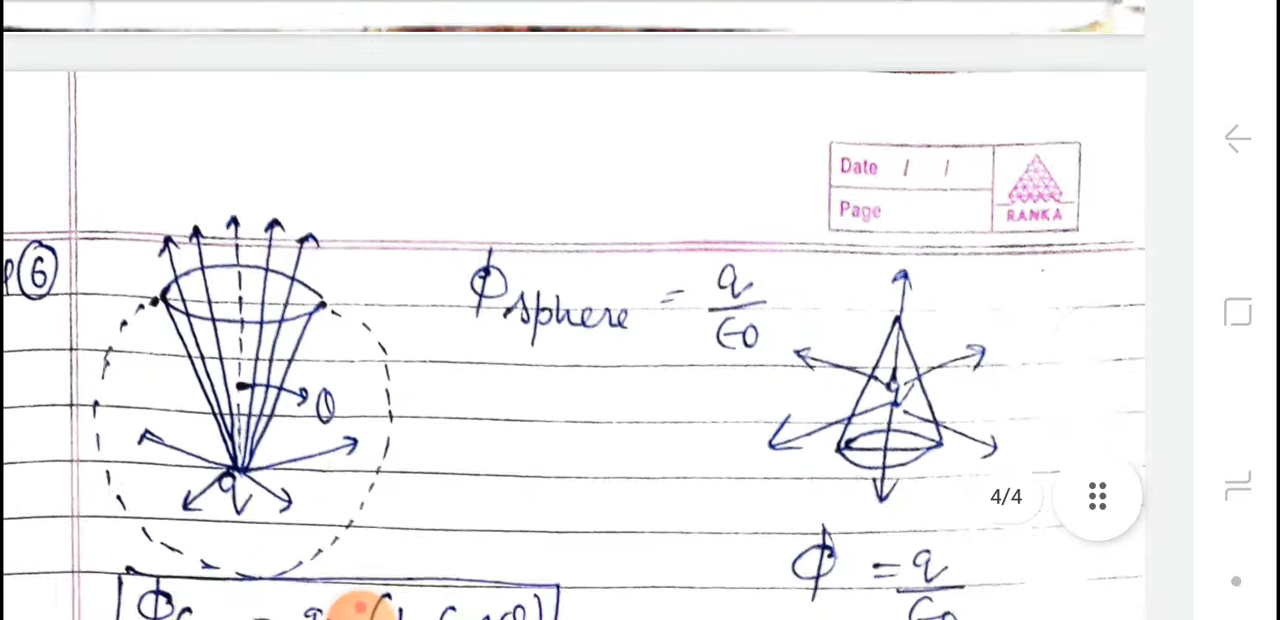 Date / /
Page
RANKA
⑥
ϕsphere = q/ϵ0
θ
q
4/4
ϕ = q/ϵ0